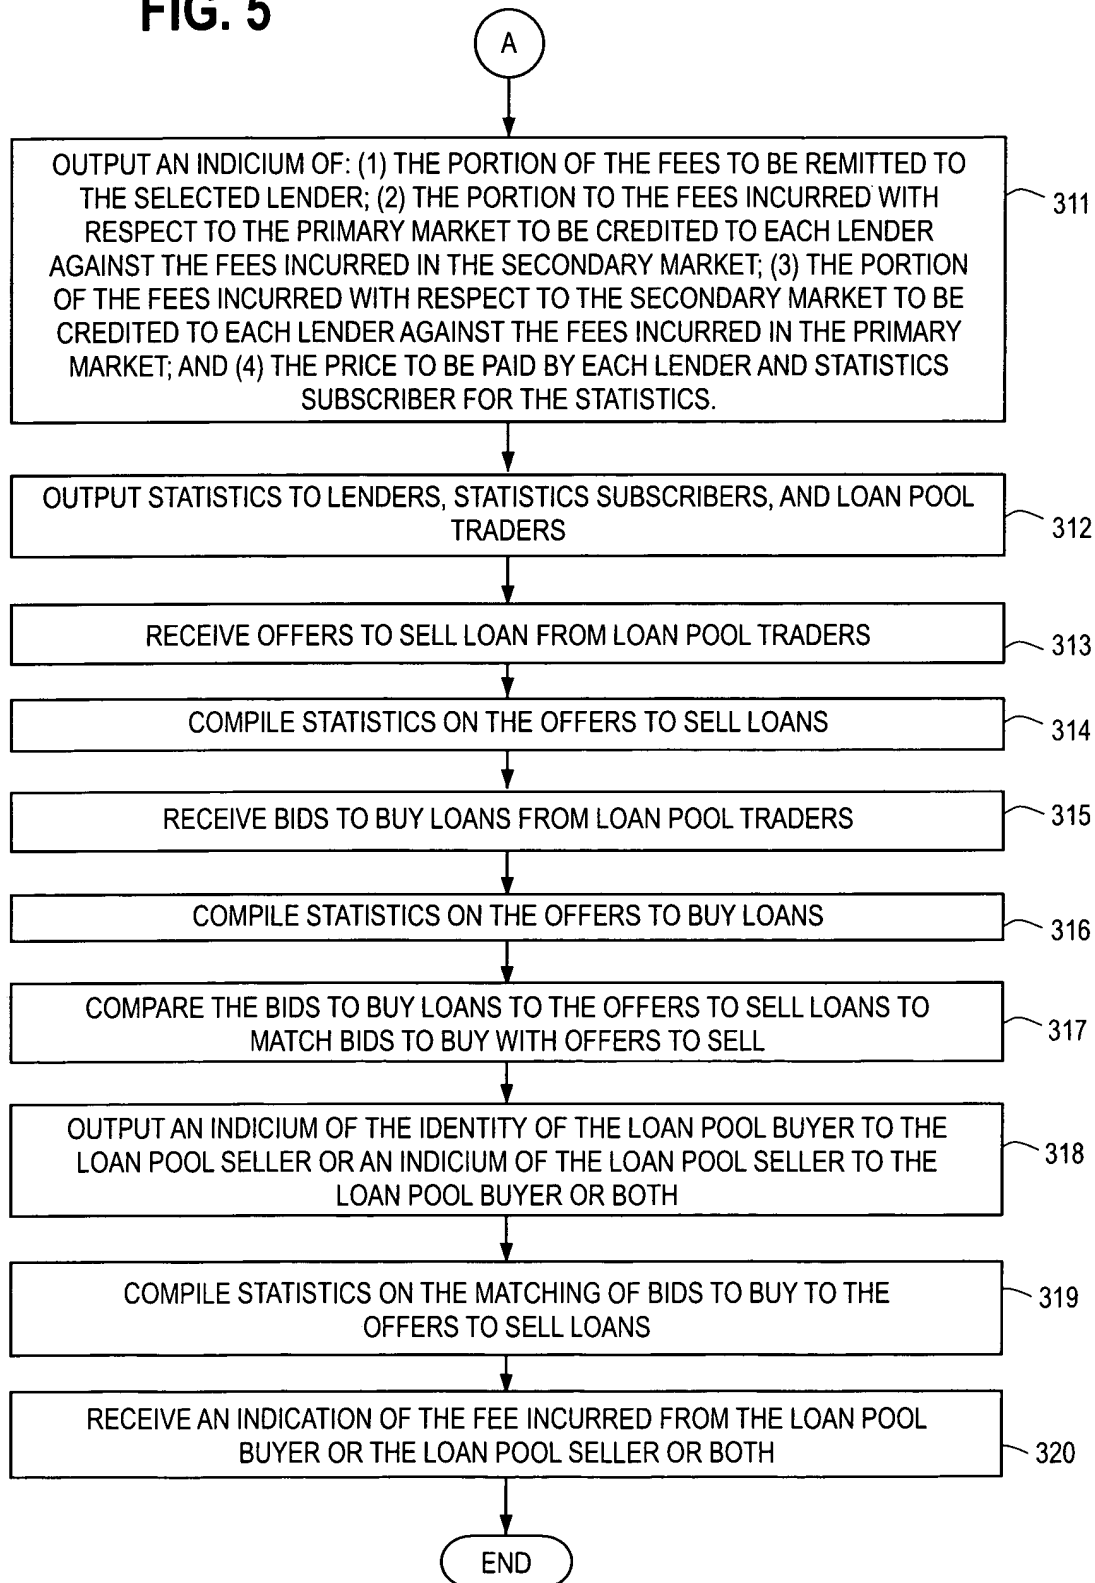 FIG. 5
A
OUTPUT AN INDICIUM OF: (1) THE PORTION OF THE FEES TO BE REMITTED TO
THE SELECTED LENDER; (2) THE PORTION TO THE FEES INCURRED WITH
RESPECT TO THE PRIMARY MARKET TO BE CREDITED TO EACH LENDER
AGAINST THE FEES INCURRED IN THE SECONDARY MARKET; (3) THE PORTION
OF THE FEES INCURRED WITH RESPECT TO THE SECONDARY MARKET TO BE
CREDITED TO EACH LENDER AGAINST THE FEES INCURRED IN THE PRIMARY
MARKET; AND (4) THE PRICE TO BE PAID BY EACH LENDER AND STATISTICS
SUBSCRIBER FOR THE STATISTICS.
311
OUTPUT STATISTICS TO LENDERS, STATISTICS SUBSCRIBERS, AND LOAN POOL
TRADERS
312
RECEIVE OFFERS TO SELL LOAN FROM LOAN POOL TRADERS
313
COMPILE STATISTICS ON THE OFFERS TO SELL LOANS
314
RECEIVE BIDS TO BUY LOANS FROM LOAN POOL TRADERS
315
COMPILE STATISTICS ON THE OFFERS TO BUY LOANS
316
COMPARE THE BIDS TO BUY LOANS TO THE OFFERS TO SELL LOANS TO
MATCH BIDS TO BUY WITH OFFERS TO SELL
317
OUTPUT AN INDICIUM OF THE IDENTITY OF THE LOAN POOL BUYER TO THE
LOAN POOL SELLER OR AN INDICIUM OF THE LOAN POOL SELLER TO THE
LOAN POOL BUYER OR BOTH
318
COMPILE STATISTICS ON THE MATCHING OF BIDS TO BUY TO THE
OFFERS TO SELL LOANS
319
RECEIVE AN INDICATION OF THE FEE INCURRED FROM THE LOAN POOL
BUYER OR THE LOAN POOL SELLER OR BOTH
320
END